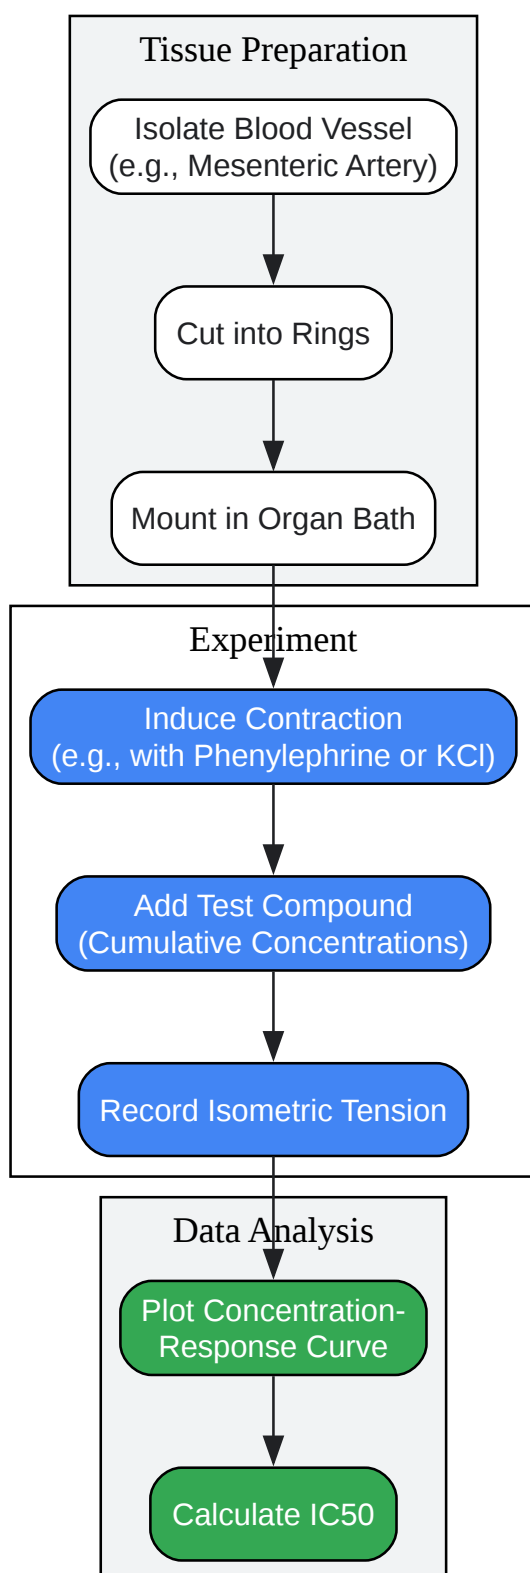 Tissue Preparation
Isolate Blood Vessel
(e.g., Mesenteric Artery)
Cut into Rings
Mount in Organ Bath
Experiment
Induce Contraction
(e.g., with Phenylephrine or KCl)
Add Test Compound
(Cumulative Concentrations)
Record Isometric Tension
Data Analysis
Plot Concentration-
Response Curve
Calculate IC50